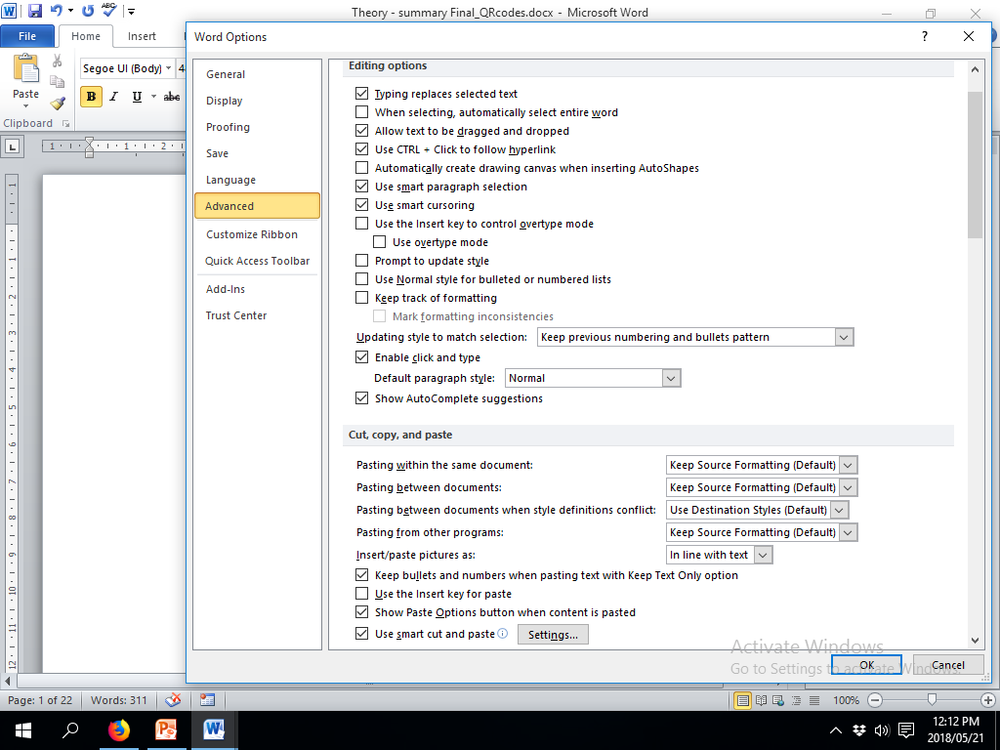 Theory - summary Final_QRcodes.docx - Microsoft Word
File Home Insert
Word Options
Segoe UI (Body)
Paste
B I U abc
Clipboard
General
Display
Proofing
Save
Language
Advanced
Customize Ribbon
Quick Access Toolbar
Add-Ins
Trust Center
Editing options
Typing replaces selected text
When selecting, automatically select entire word
Allow text to be dragged and dropped
Use CTRL + Click to follow hyperlink
Automatically create drawing canvas when inserting AutoShapes
Use smart paragraph selection
Use smart cursoring
Use the Insert key to control overtype mode
Use overtype mode
Prompt to update style
Use Normal style for bulleted or numbered lists
Keep track of formatting
Mark formatting inconsistencies
Updating style to match selection: Keep previous numbering and bullets pattern
Enable click and type
Default paragraph style: Normal
Show AutoComplete suggestions
Cut, copy, and paste
Pasting within the same document: Keep Source Formatting (Default)
Pasting between documents: Keep Source Formatting (Default)
Pasting between documents when style definitions conflict: Use Destination Styles (Default)
Pasting from other programs: Keep Source Formatting (Default)
Insert/paste pictures as: In line with text
Keep bullets and numbers when pasting text with Keep Text Only option
Use the Insert key for paste
Show Paste Options button when content is pasted
Use smart cut and paste Settings...
Activate Windows
Go to Settings to activate Windows.
OK Cancel
Page: 1 of 22 Words: 311 100%
12:12 PM
2018/05/21